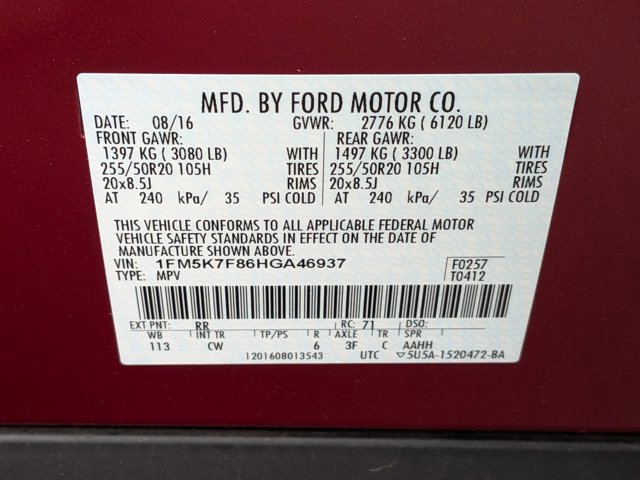 MFD. BY FORD MOTOR CO.
DATE: 08/16 GVWR: 2776 KG ( 6120 LB)
FRONT GAWR: REAR GAWR:
1397 KG ( 3080 LB) WITH 1497 KG ( 3300 LB) WITH
255/50R20 105H TIRES 255/50R20 105H TIRES
20x8.5J RIMS 20x8.5J RIMS
AT 240 kPa/ 35 PSI COLD AT 240 kPa/ 35 PSI COLD
THIS VEHICLE CONFORMS TO ALL APPLICABLE FEDERAL MOTOR
VEHICLE SAFETY STANDARDS IN EFFECT ON THE DATE OF
MANUFACTURE SHOWN ABOVE.
VIN: 1FM5K7F86HGA46937 F0257
TYPE: MPV T0412
EXT PNT: RR RC: 71 DSO:
WB INT TR TP/PS R AXLE TR SPR
113 CW 6 3F C AAHH
1201608013543 UTC ▽5U5A-1520472-BA